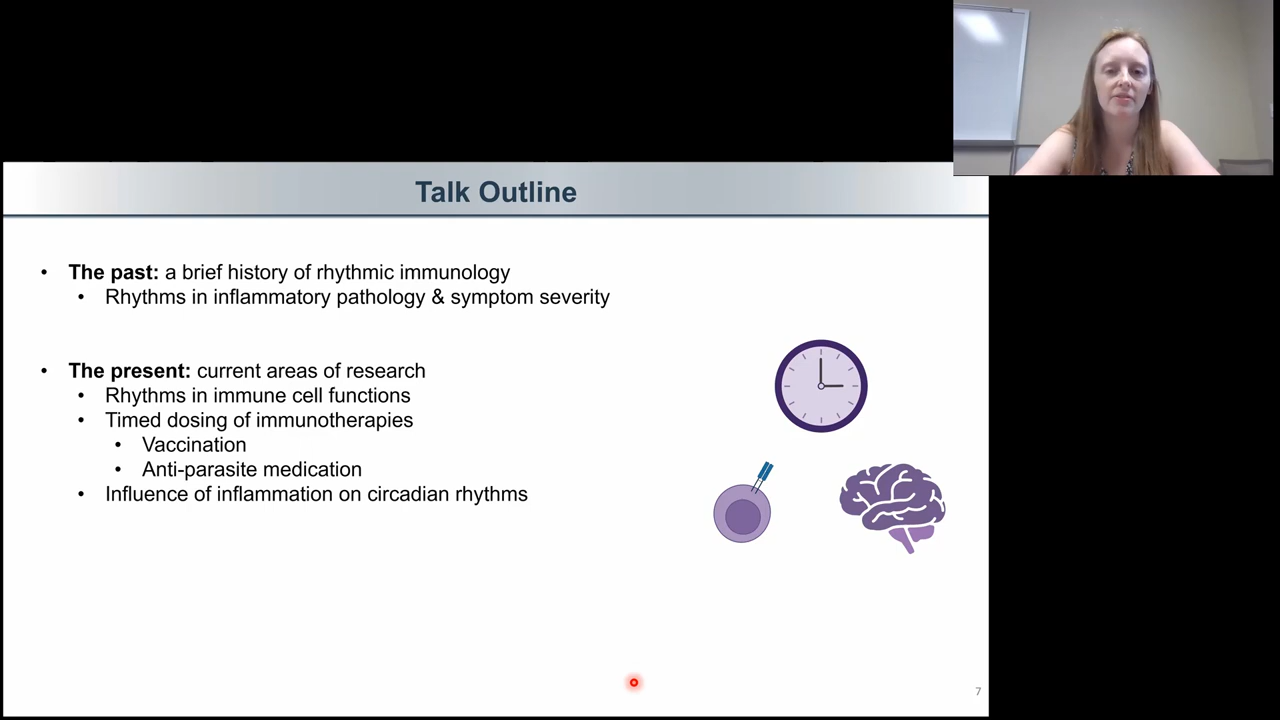 Talk Outline
• The past: a brief history of rhythmic immunology
• Rhythms in inflammatory pathology & symptom severity
• The present: current areas of research
• Rhythms in immune cell functions
• Timed dosing of immunotherapies
• Vaccination
• Anti-parasite medication
• Influence of inflammation on circadian rhythms
7